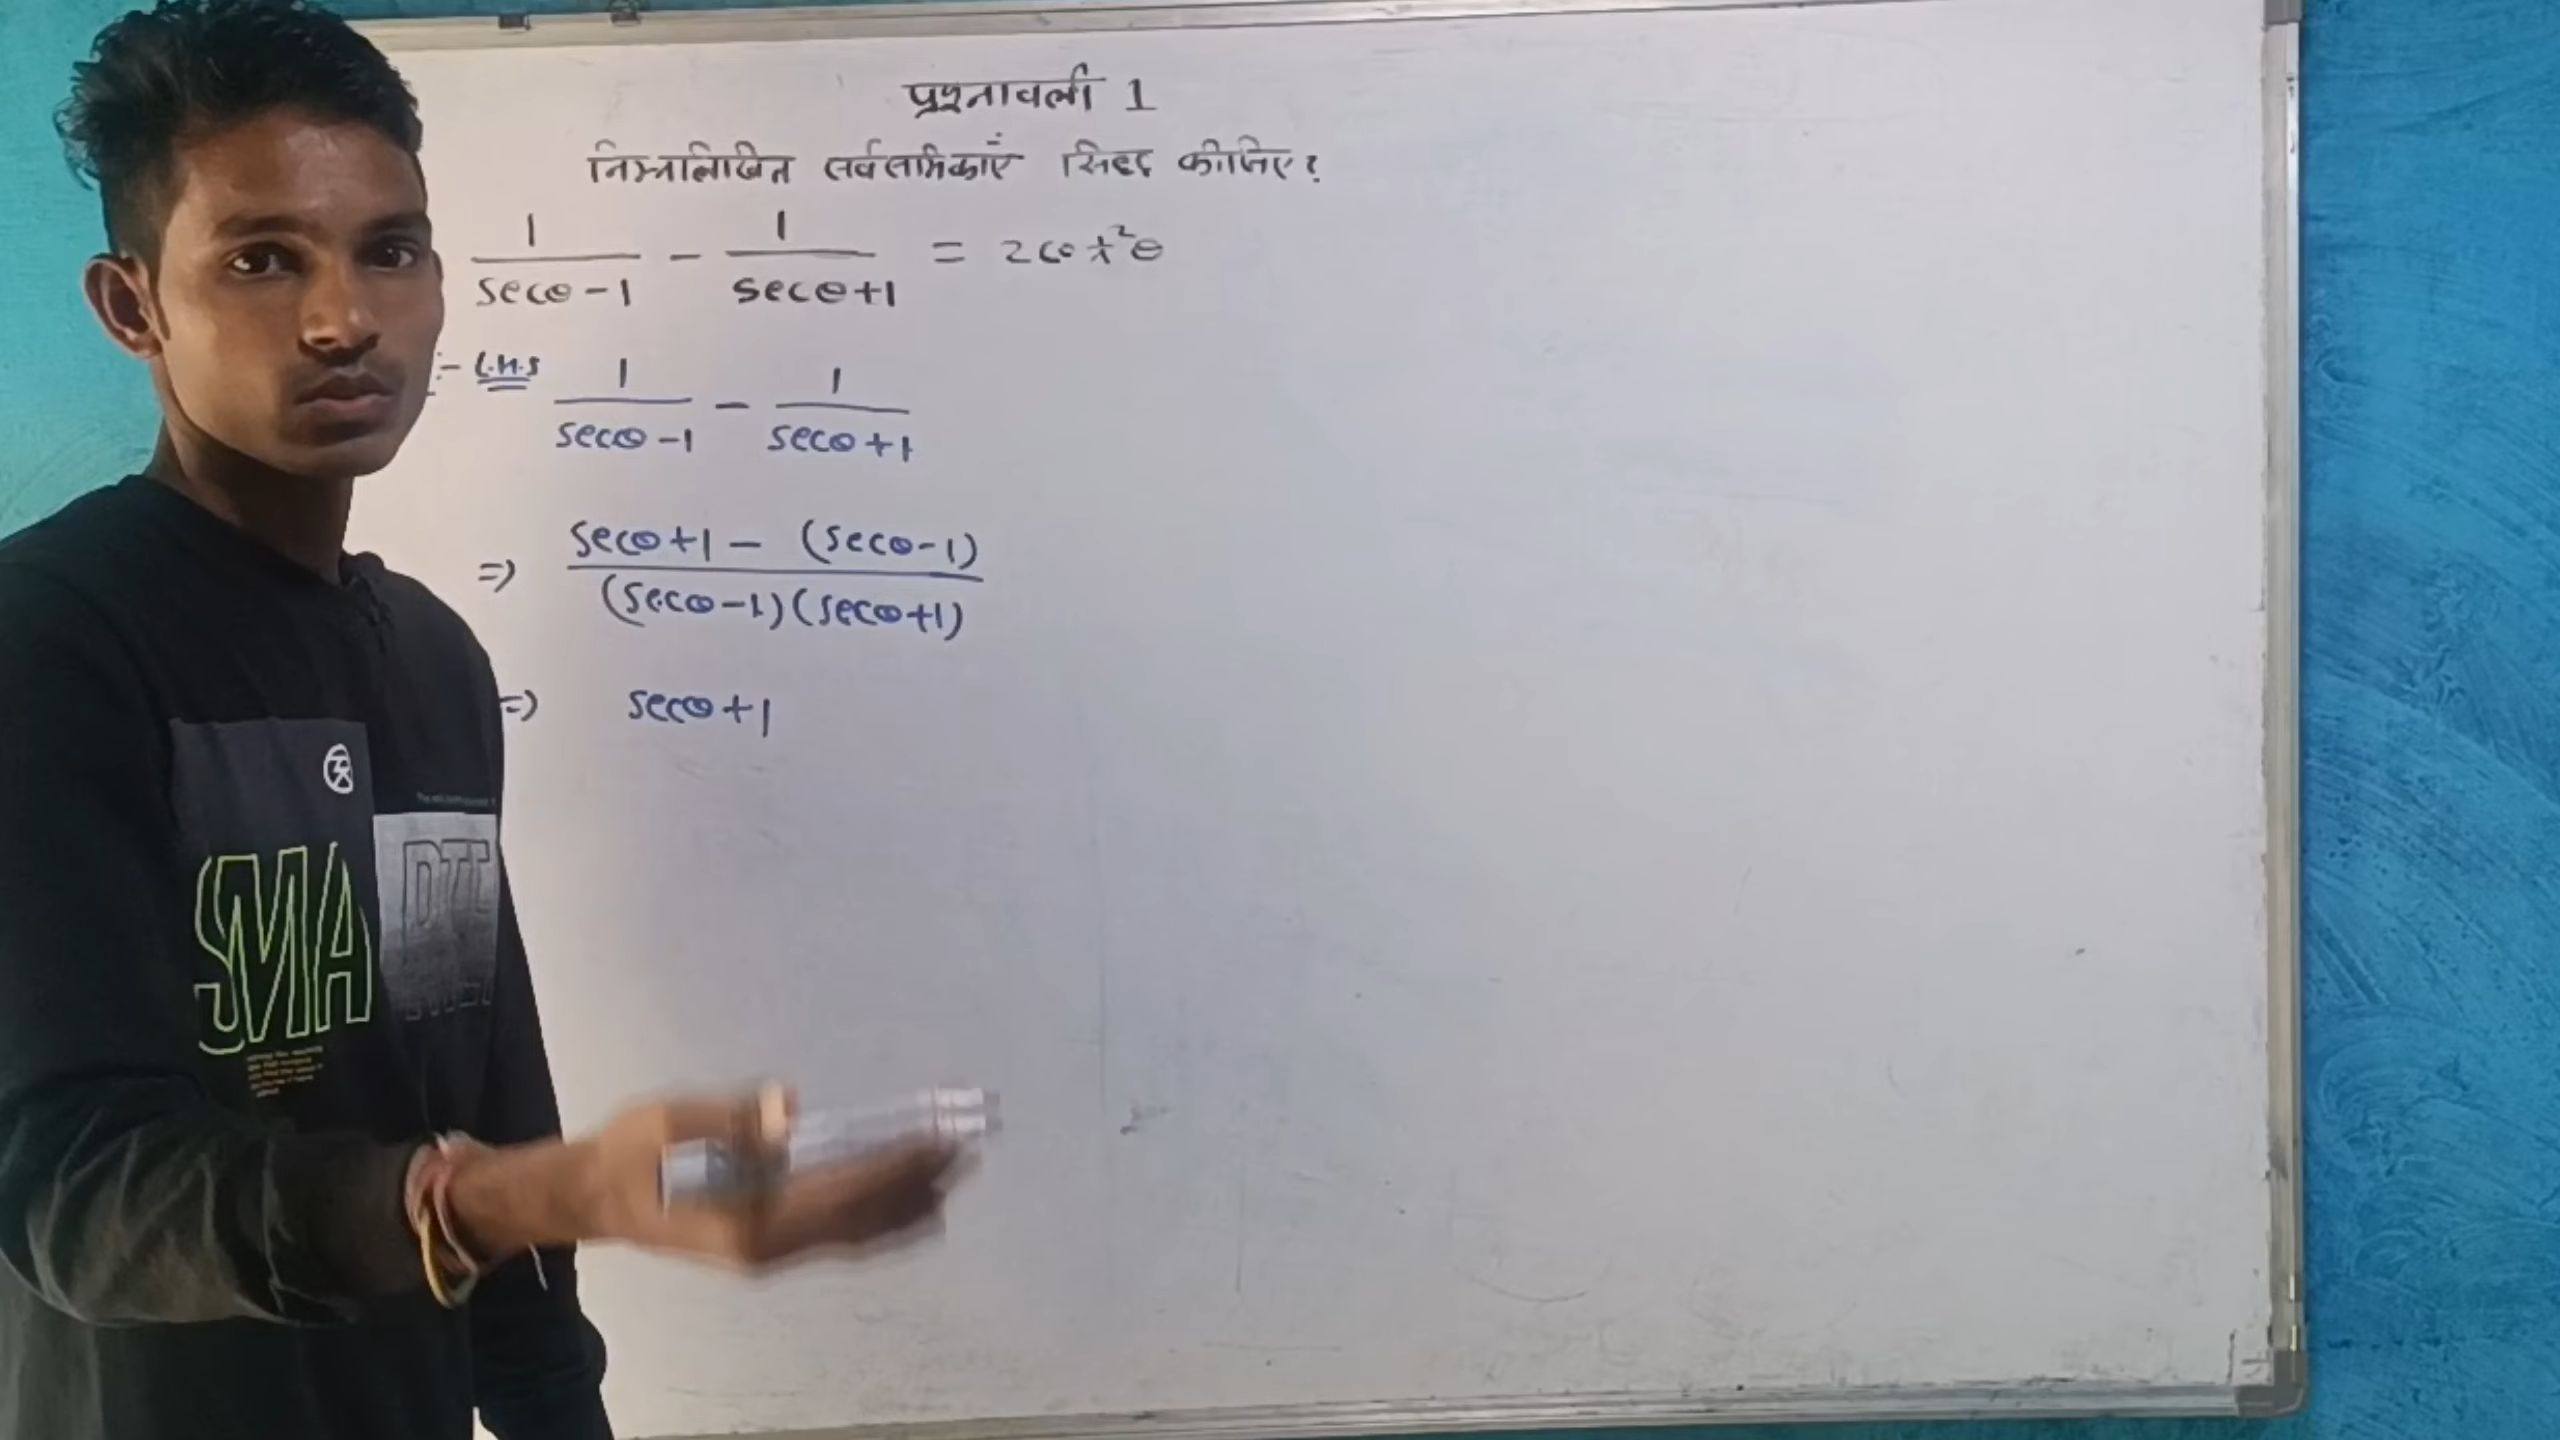 प्रश्नावली 1
निम्नलिखित सर्वसमिकाएं सिद्ध कीजिए?
1/(secθ-1) - 1/(secθ+1) = 2cot²θ
:- L.H.S 1/(secθ-1) - 1/(secθ+1)
=> (secθ+1 - (secθ-1))/((secθ-1)(secθ+1))
=> secθ+1
SMA